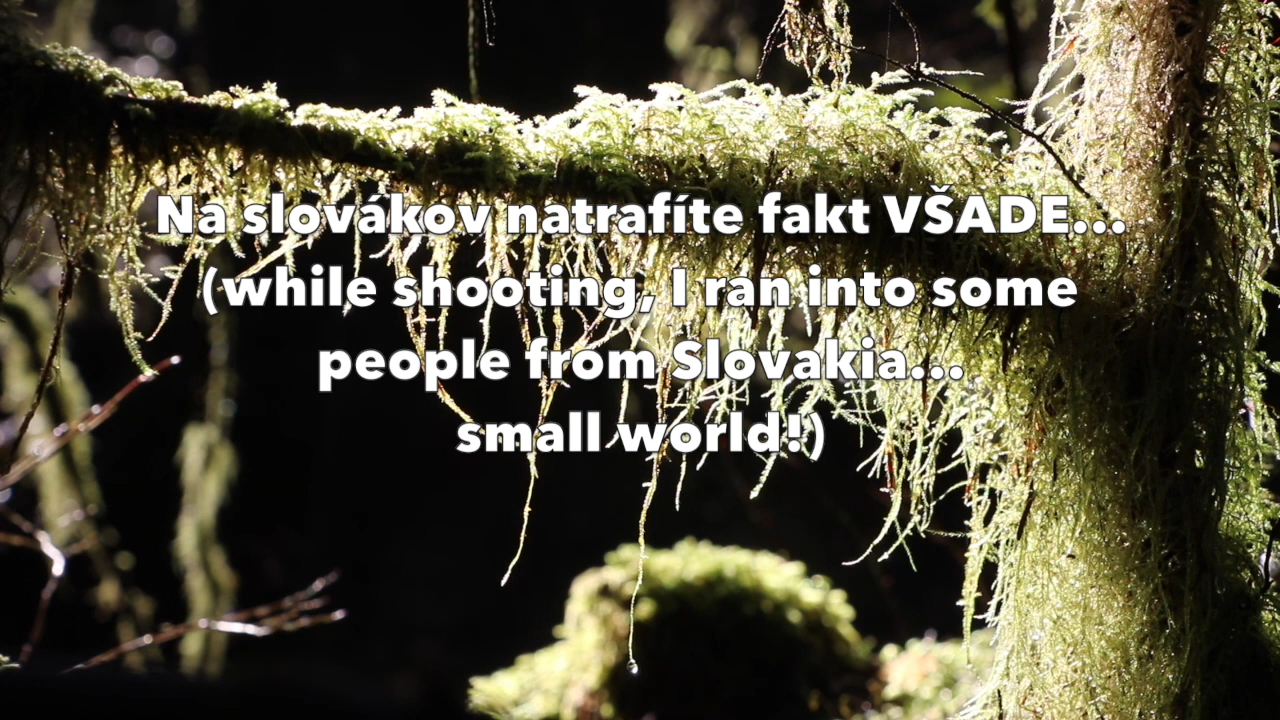 Na slovákov natrafíte fakt VŠADE...
(while shooting, I ran into some
people from Slovakia...
small world!)